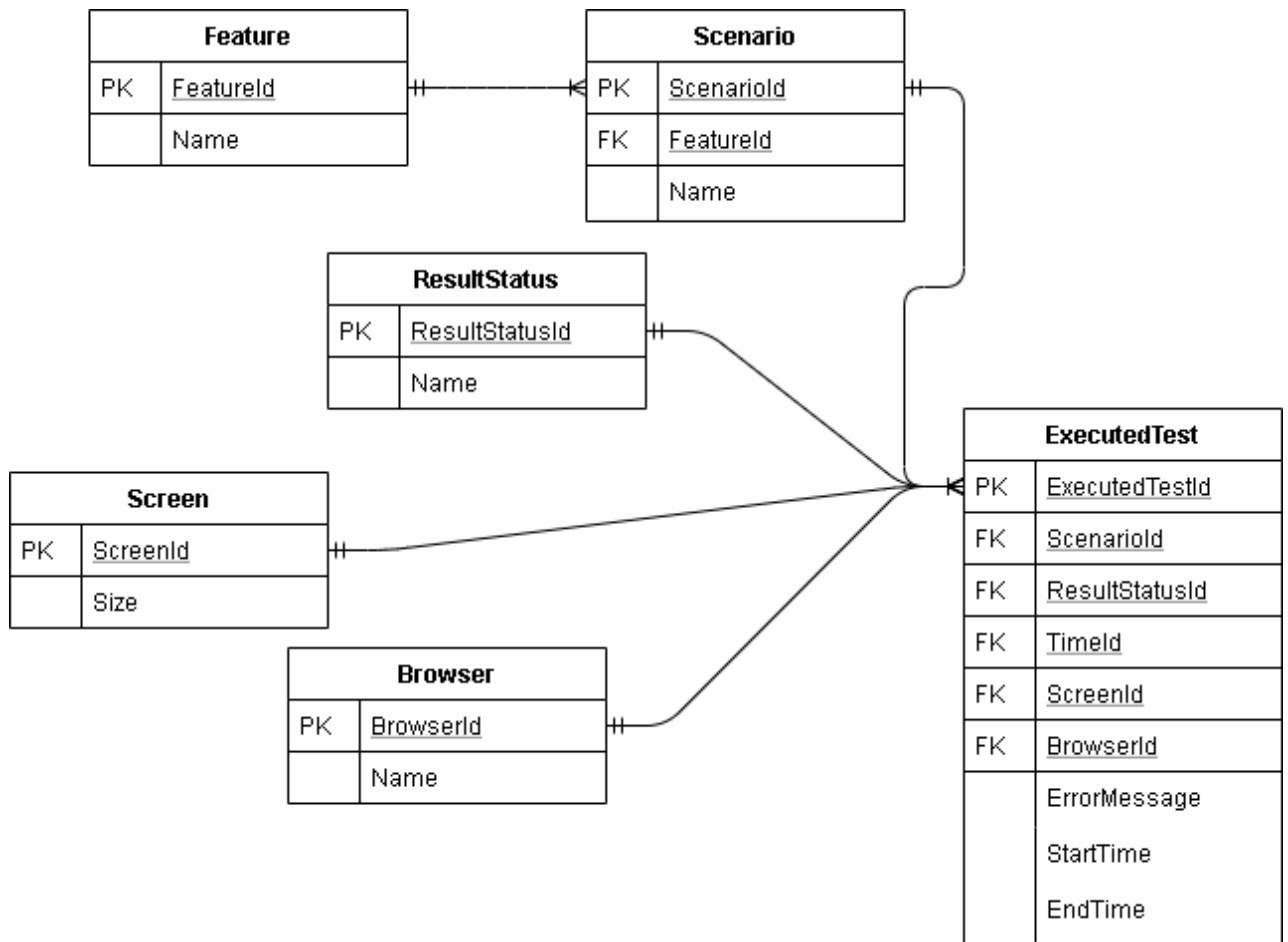 Feature
PK FeatureId
Name
Scenario
PK ScenarioId
FK FeatureId
Name
ResultStatus
PK ResultStatusId
Name
Screen
PK ScreenId
Size
Browser
PK BrowserId
Name
ExecutedTest
PK ExecutedTestId
FK ScenarioId
FK ResultStatusId
FK TimeId
FK ScreenId
FK BrowserId
ErrorMessage
StartTime
EndTime